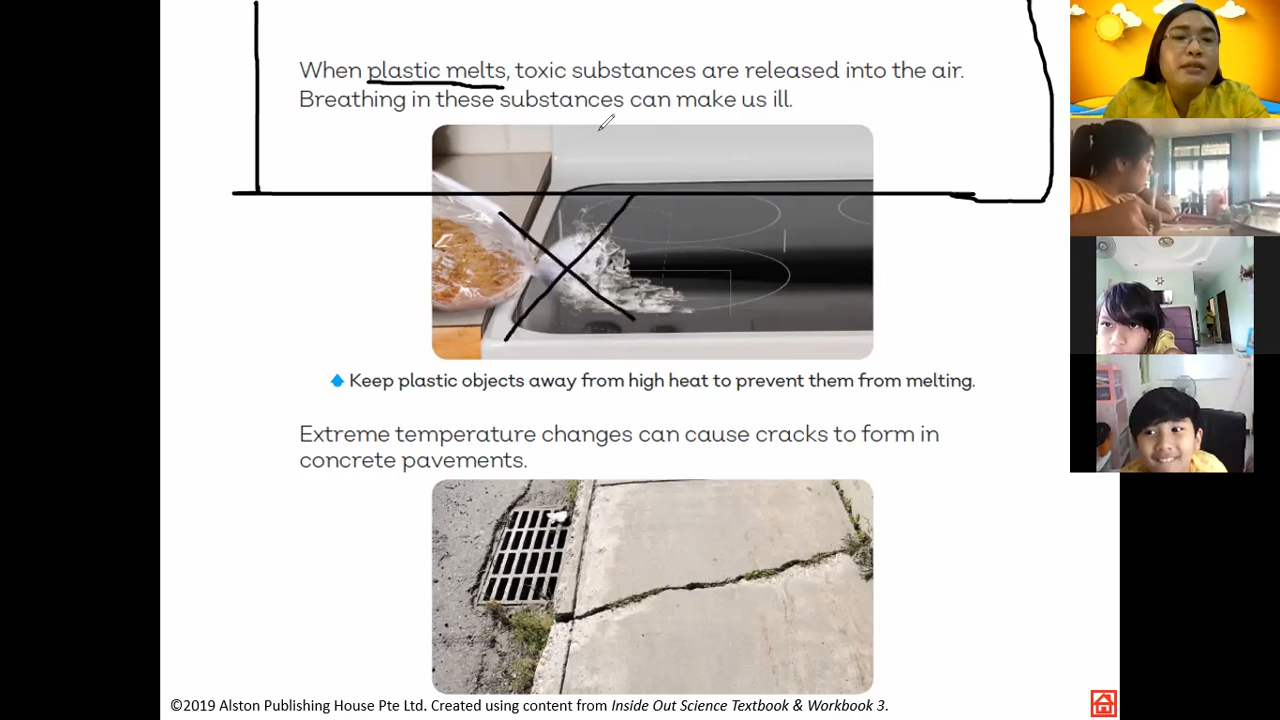 When plastic melts, toxic substances are released into the air.
Breathing in these substances can make us ill.
Keep plastic objects away from high heat to prevent them from melting.
Extreme temperature changes can cause cracks to form in
concrete pavements.
©2019 Alston Publishing House Pte Ltd. Created using content from Inside Out Science Textbook & Workbook 3.